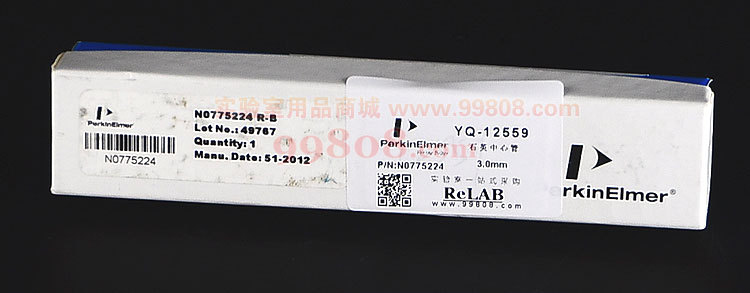 PerkinElmer
N0775224
N0775224 R-B
Lot No.: 49767
Quantity: 1
Manu. Date: 51-2012
PerkinElmer
YQ-12559
石英中心管
3.0mm
P/N:N0775224
实验室一站式采购
ReLAB
www.99808.com
PerkinElmer®
实验室用品商城 www.99808.com
99808.com